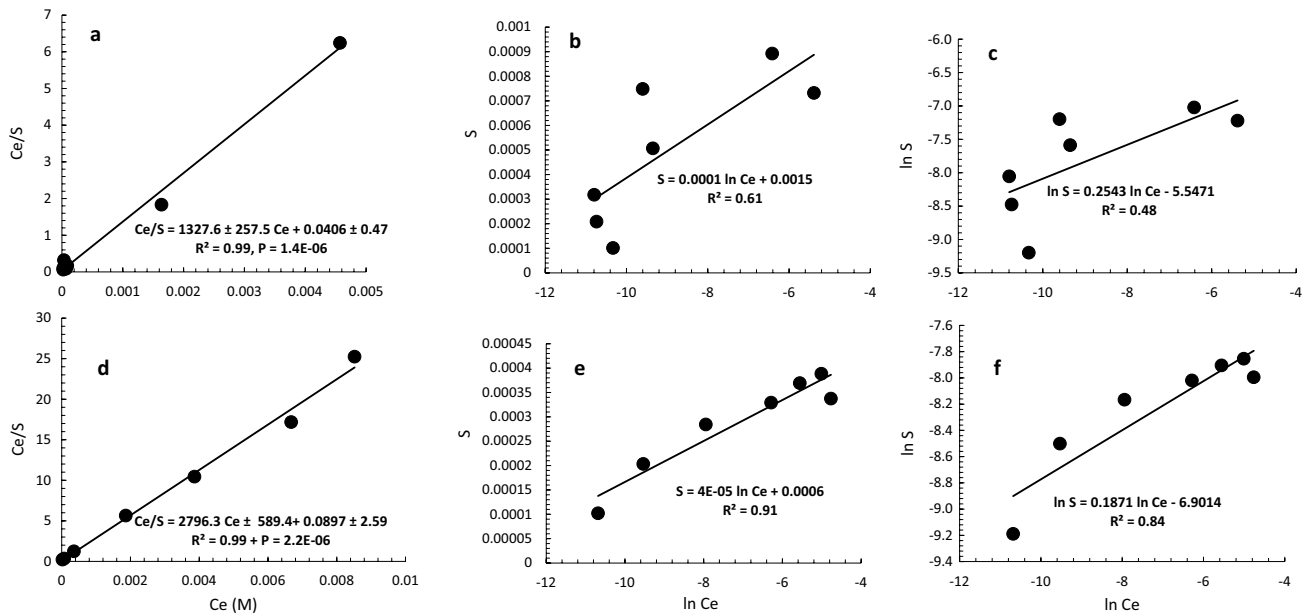 a
Ce/S
7
6
5
4
3
2
1
0
Ce/S = 1327.6 ± 257.5 Ce + 0.0406 ± 0.47
R² = 0.99, P = 1.4E-06
0 0.001 0.002 0.003 0.004 0.005
b
S
0.001
0.0009
0.0008
0.0007
0.0006
0.0005
0.0004
0.0003
0.0002
0.0001
0
S = 0.0001 ln Ce + 0.0015
R² = 0.61
-12 -10 -8 -6 -4
c
ln S
-5.0
-6.0
-6.5
-7.0
-7.5
-8.0
-8.5
-9.0
-9.5
ln S = 0.2543 ln Ce - 5.5471
R² = 0.48
-12 -10 -8 -6 -4
d
Ce/S
30
25
20
15
10
5
0
Ce/S = 2796.3 Ce ± 589.4+ 0.0897 ± 2.59
R² = 0.99 + P = 2.2E-06
0 0.002 0.004 0.006 0.008 0.01
Ce (M)
e
S
0.00045
0.0004
0.00035
0.0003
0.00025
0.0002
0.00015
0.0001
0.00005
0
S = 4E-05 ln Ce + 0.0006
R² = 0.91
-12 -10 -8 -6 -4
ln Ce
f
ln S
-7.6
-7.8
-8.0
-8.2
-8.4
-8.6
-8.8
-9.0
-9.2
-9.4
ln S = 0.1871 ln Ce - 6.9014
R² = 0.84
-12 -10 -8 -6 -4
ln Ce